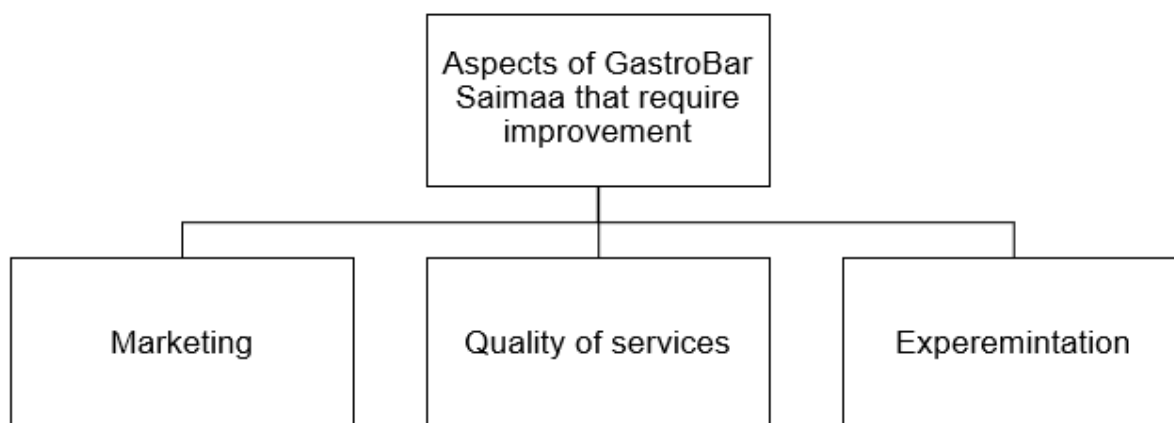 Aspects of GastroBar
Saimaa that require
improvement
Marketing
Quality of services
Experemintation